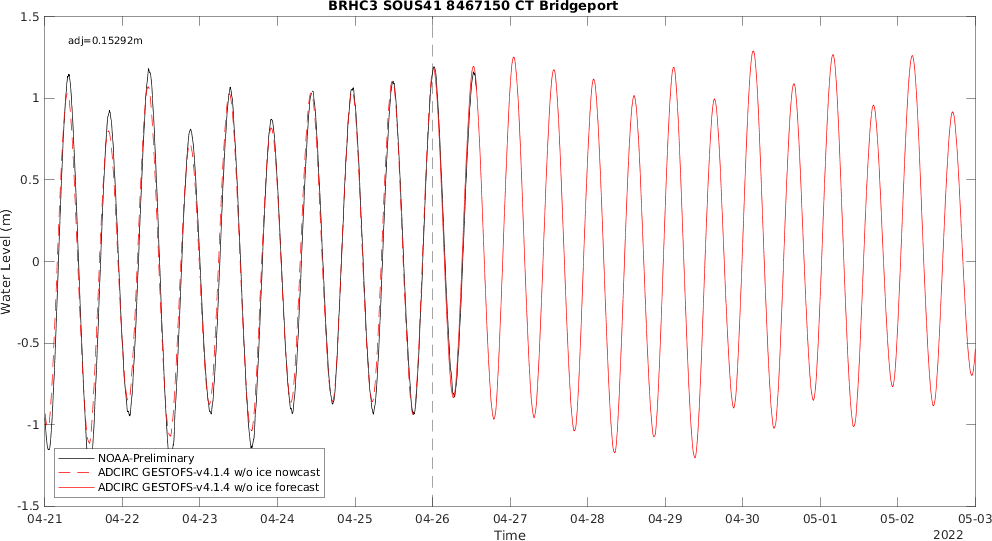 BRHC3 SOUS41 8467150 CT Bridgeport
adj=0.15292m
1.5
1
0.5
0
-0.5
-1
-1.5
Water Level (m)
NOAA-Preliminary
ADCIRC GESTOFS-v4.1.4 w/o ice nowcast
ADCIRC GESTOFS-v4.1.4 w/o ice forecast
04-21 04-22 04-23 04-24 04-25 04-26 04-27 04-28 04-29 04-30 05-01 05-02 05-03
Time
2022